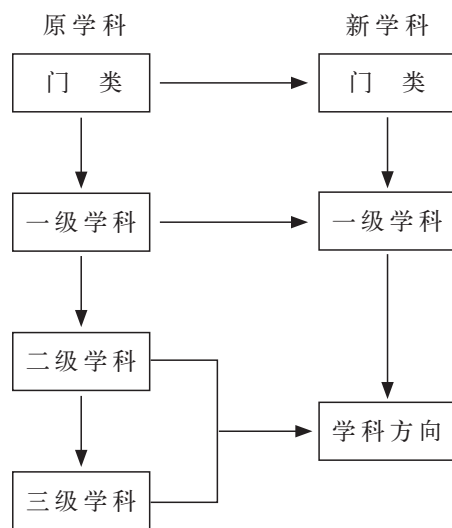 原学科
新学科
门 类
门 类
一级学科
一级学科
二级学科
学科方向
三级学科